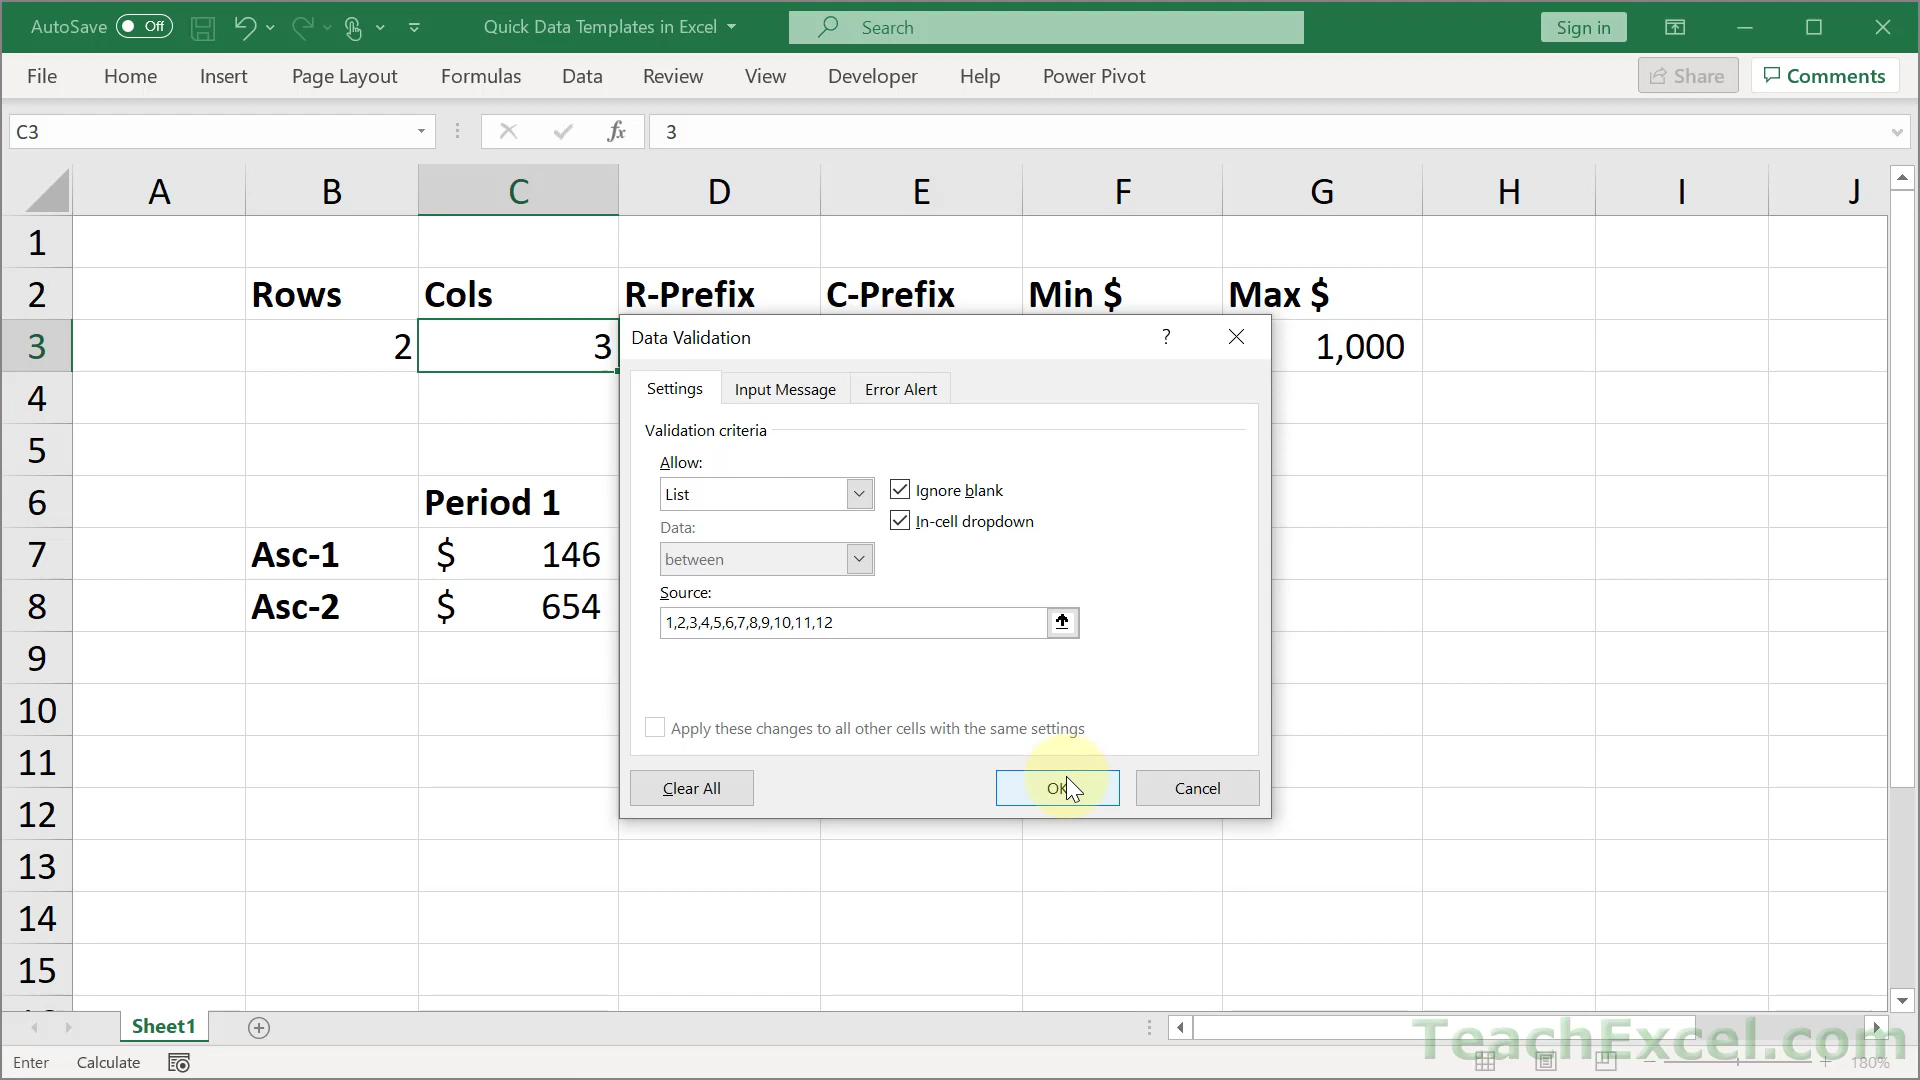 AutoSave Off Quick Data Templates in Excel Search Sign in
File Home Insert Page Layout Formulas Data Review View Developer Help Power Pivot Share Comments
C3 fx 3
A B C D E F G H I J
1
2 Rows Cols R-Prefix C-Prefix Min $ Max $
3 2 3 1,000
4
5
6 Period 1
7 Asc-1 $ 146
8 Asc-2 $ 654
9
10
11
12
13
14
15
Data Validation ?
Settings Input Message Error Alert
Validation criteria
Allow:
List Ignore blank
Data: In-cell dropdown
between
Source:
1,2,3,4,5,6,7,8,9,10,11,12
Apply these changes to all other cells with the same settings
Clear All OK Cancel
Sheet1
TeachExcel.com
Enter Calculate 180%